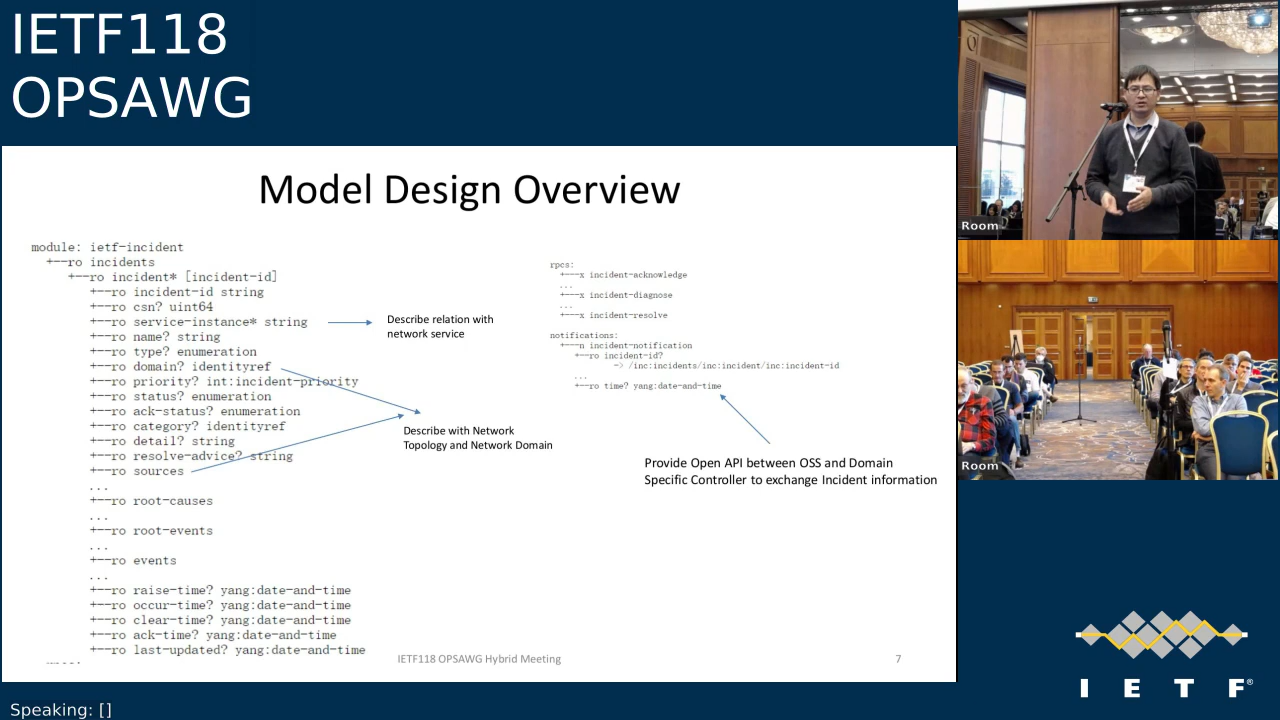 IETF118
OPSAWG
Model Design Overview
module: ietf-incident
+--ro incidents
+--ro incident* [incident-id]
+--ro incident-id string
+--ro csn? uint64
+--ro service-instance* string
+--ro name? string
+--ro type? enumeration
+--ro domain? identityref
+--ro priority? int:incident-priority
+--ro status? enumeration
+--ro ack-status? enumeration
+--ro category? identityref
+--ro detail? string
+--ro resolve-advice? string
+--ro sources
...
+--ro root-causes
...
+--ro root-events
...
+--ro events
...
+--ro raise-time? yang:date-and-time
+--ro occur-time? yang:date-and-time
+--ro clear-time? yang:date-and-time
+--ro ack-time? yang:date-and-time
+--ro last-updated? yang:date-and-time
Describe relation with
network service
Describe with Network
Topology and Network Domain
rpcs:
+---x incident-acknowledge
...
+---x incident-diagnose
...
+---x incident-resolve
notifications:
+---n incident-notification
+--ro incident-id?
-> /inc:incidents/inc:incident/inc:incident-id
...
+--ro time? yang:date-and-time
Provide Open API between OSS and Domain
Specific Controller to exchange Incident information
IETF118 OPSAWG Hybrid Meeting
7
Room
Room
I E T F®
Speaking: []